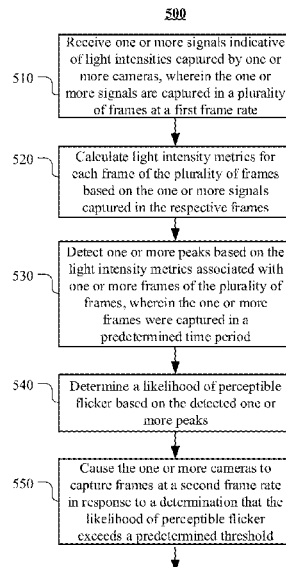 500
510
Receive one or more signals indicative
of light intensities captured by one or
more cameras, wherein the one or
more signals are captured in a plurality
of frames at a first frame rate
520
Calculate light intensity metrics for
each frame of the plurality of frames
based on the one or more signals
captured in the respective frames
530
Detect one or more peaks based on the
light intensity metrics associated with
one or more frames of the plurality of
frames, wherein the one or more
frames were captured in a
predetermined time period
540
Determine a likelihood of perceptible
flicker based on the detected one or
more peaks
550
Cause the one or more cameras to
capture frames at a second frame rate
in response to a determination that the
likelihood of perceptible flicker
exceeds a predetermined threshold